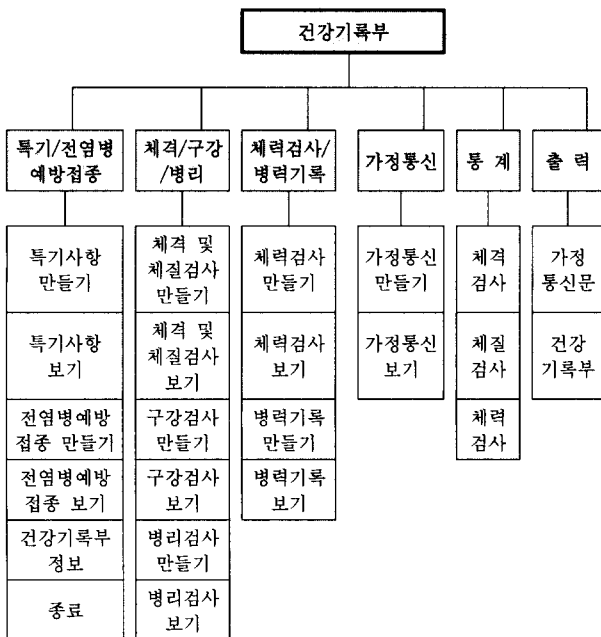 건강기록부
특기/전염병
예방접종
체격/구강
/병리
체력검사/
병력기록
가정통신
통 계
출 력
특기사항
만들기
특기사항
보기
전염병예방
접종 만들기
전염병예방
접종 보기
건강기록부
정보
종료
체격 및
체질검사
만들기
체격 및
체질검사
보기
구강검사
만들기
구강검사
보기
병리검사
만들기
병리검사
보기
체력검사
만들기
체력검사
보기
병력기록
만들기
병력기록
보기
가정통신
만들기
가정통신
보기
체격
검사
체질
검사
체력
검사
가정
통신문
건강
기록부